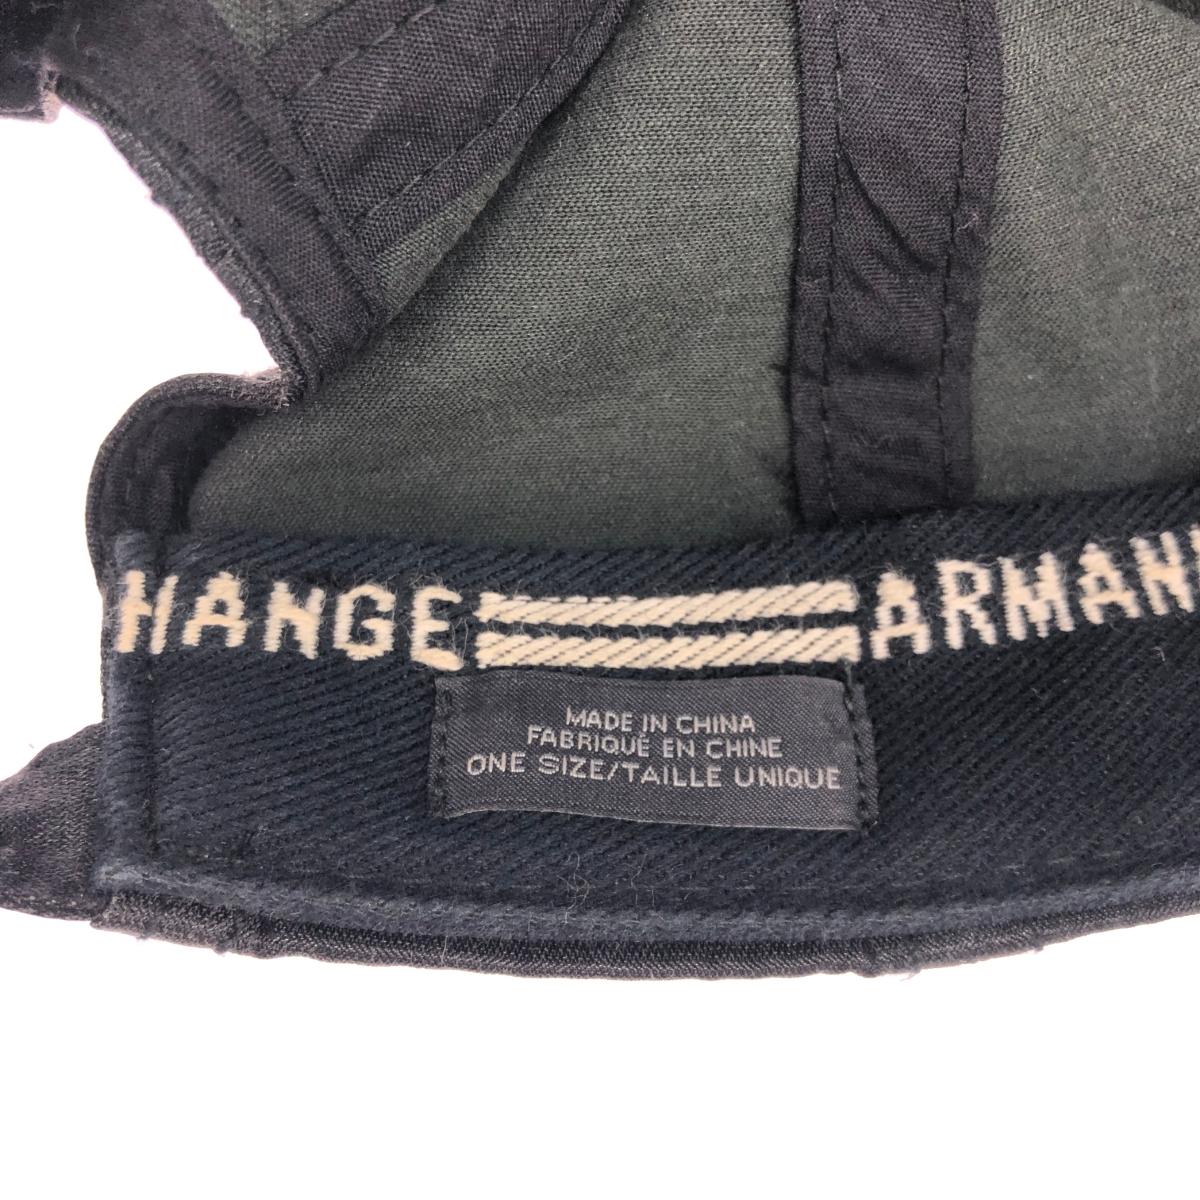 HANGE ARMAN
MADE IN CHINA
FABRIQUÉ EN CHINE
ONE SIZE/TAILLE UNIQUE